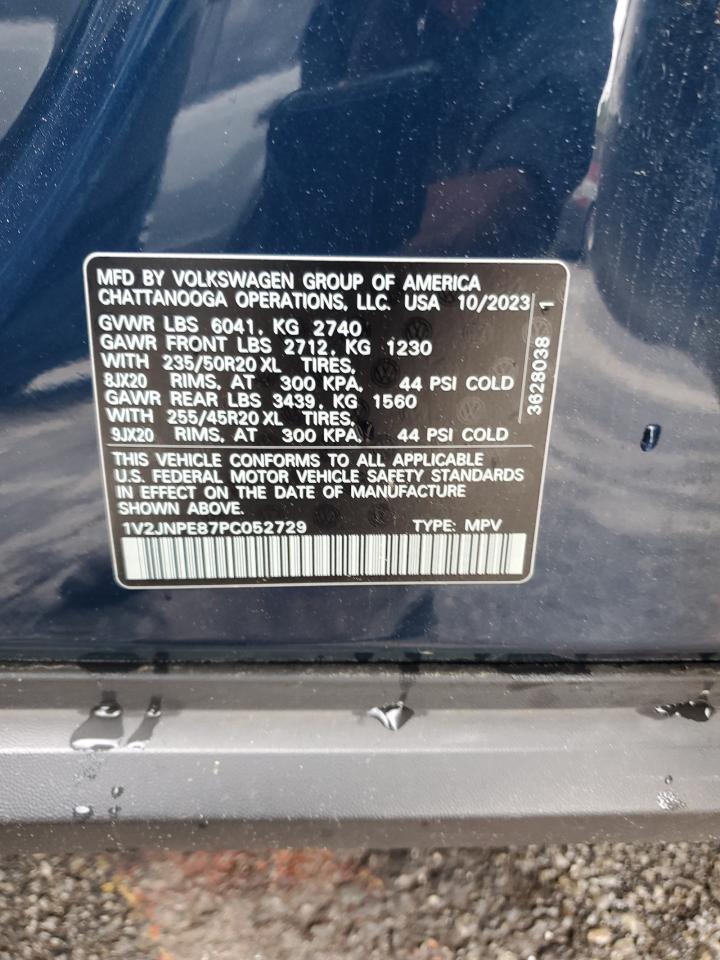 MFD BY VOLKSWAGEN GROUP OF AMERICA
CHATTANOOGA OPERATIONS, LLC. USA 10/2023
GVWR LBS 6041, KG 2740
GAWR FRONT LBS 2712, KG 1230
WITH 235/50R20 XL TIRES,
8JX20 RIMS, AT 300 KPA, 44 PSI COLD
GAWR REAR LBS 3439, KG 1560
WITH 255/45R20 XL TIRES,
9JX20 RIMS, AT 300 KPA, 44 PSI COLD
3628038 1
THIS VEHICLE CONFORMS TO ALL APPLICABLE
U.S. FEDERAL MOTOR VEHICLE SAFETY STANDARDS
IN EFFECT ON THE DATE OF MANUFACTURE
SHOWN ABOVE.
1V2JNPE87PC052729 TYPE: MPV